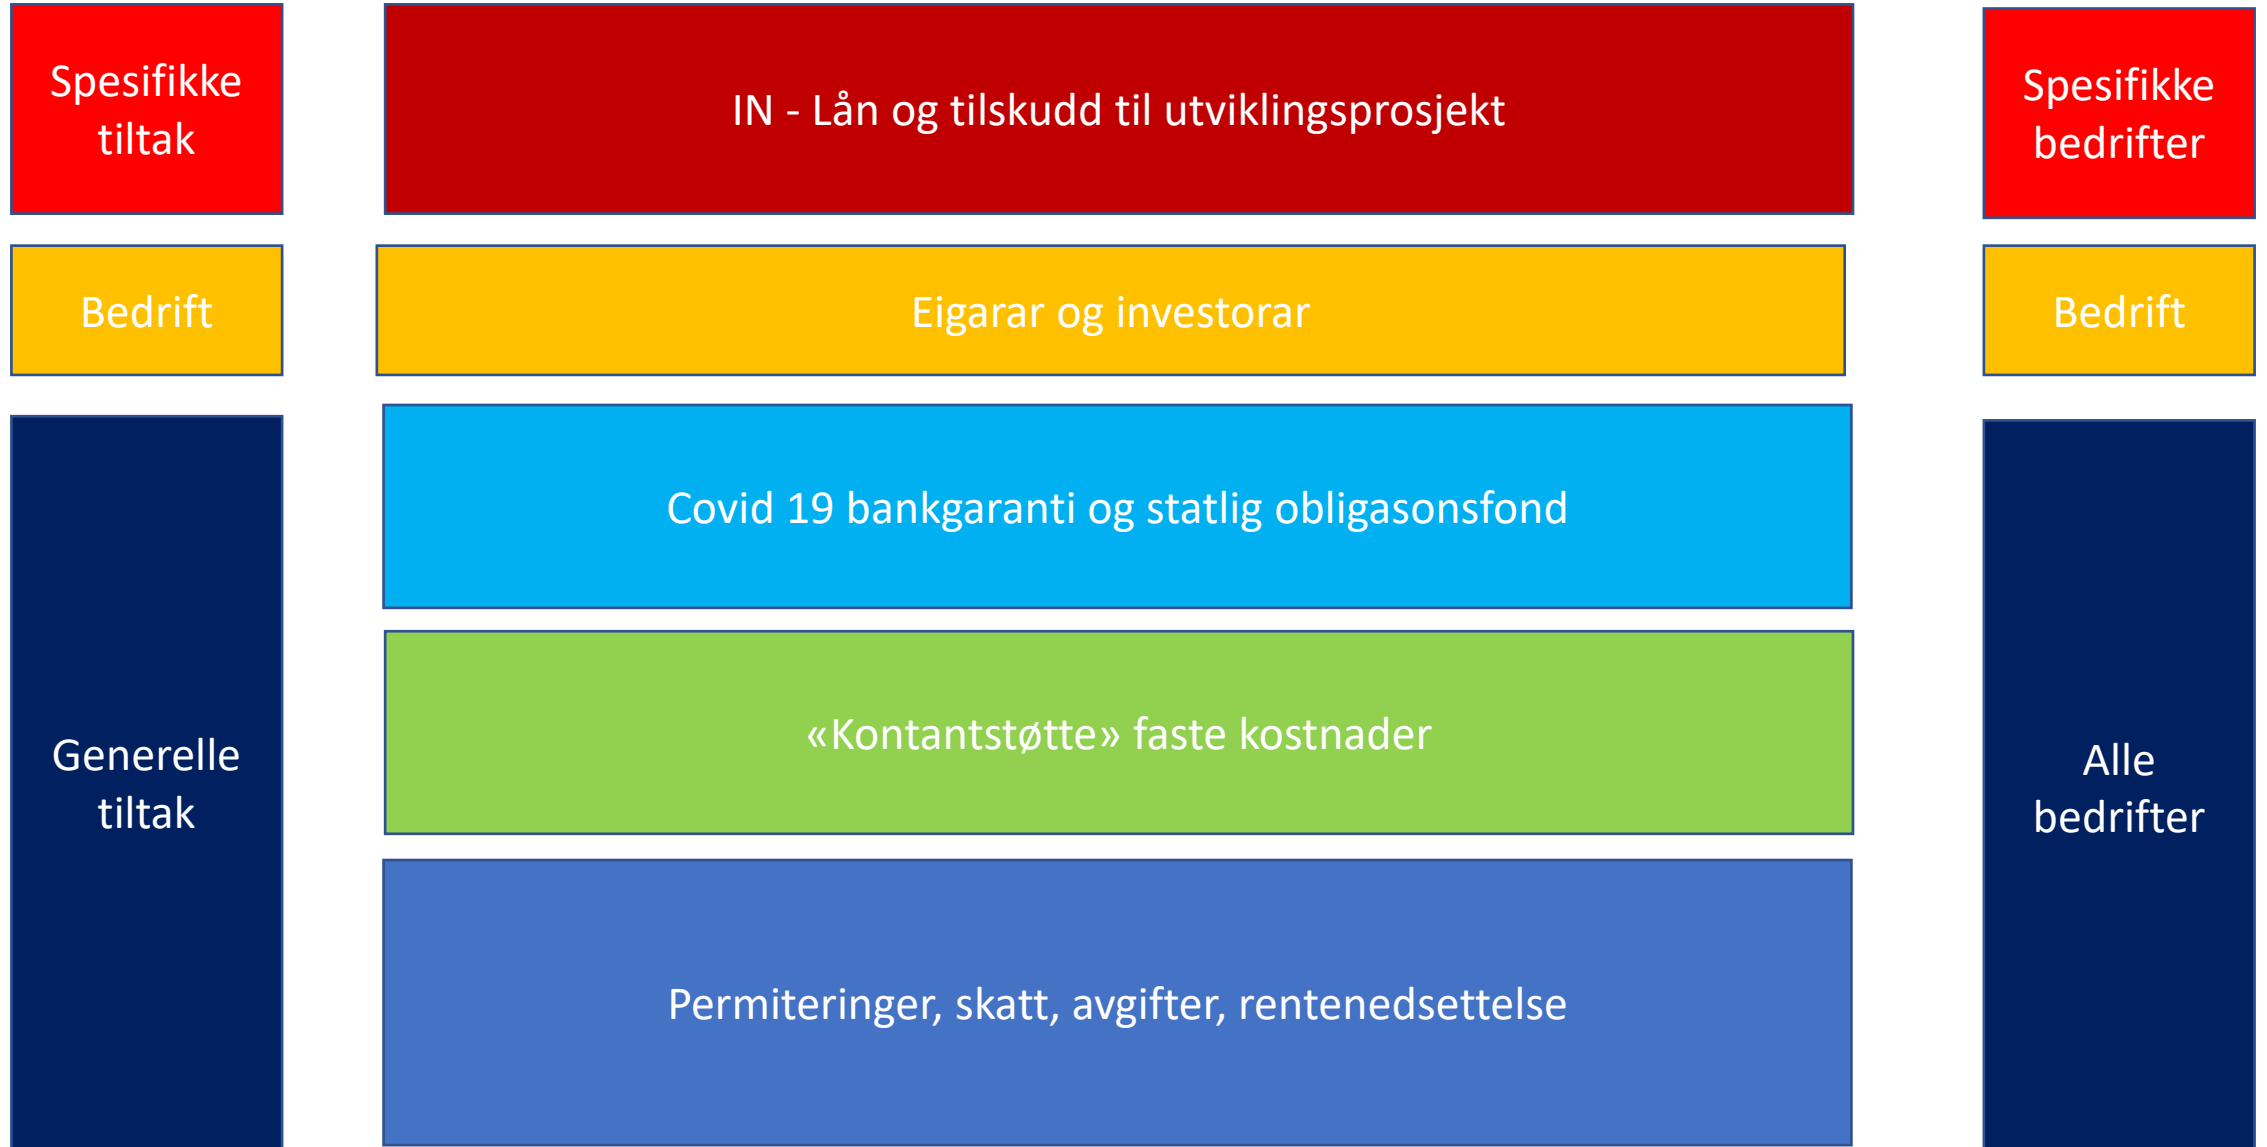 Spesifikke
tiltak
IN - Lån og tilskudd til utviklingsprosjekt
Spesifikke
bedrifter
Bedrift
Eigarar og investorar
Bedrift
Generelle
tiltak
Covid 19 bankgaranti og statlig obligasonsfond
«Kontantstøtte» faste kostnader
Permiteringer, skatt, avgifter, rentenedsettelse
Alle
bedrifter